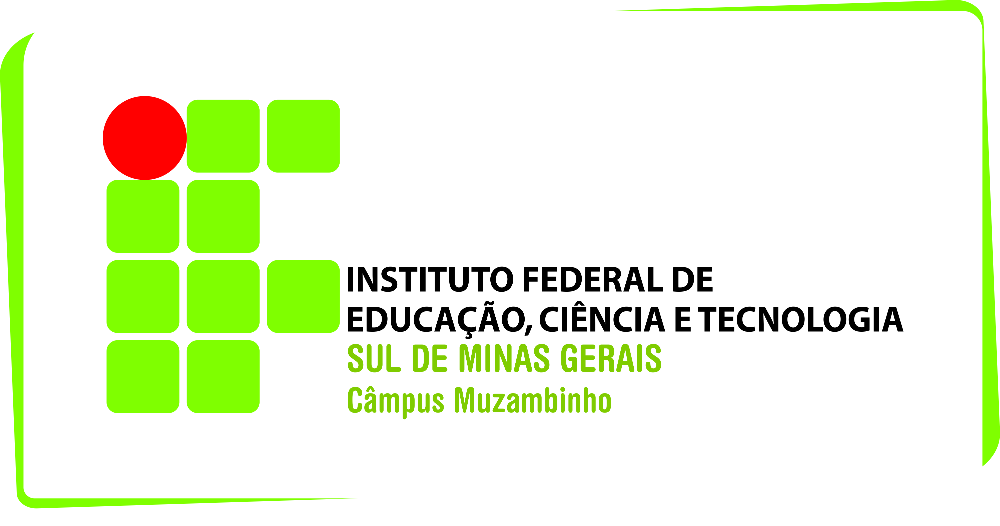 INSTITUTO FEDERAL DE
EDUCAÇÃO, CIÊNCIA E TECNOLOGIA
SUL DE MINAS GERAIS
Câmpus Muzambinho